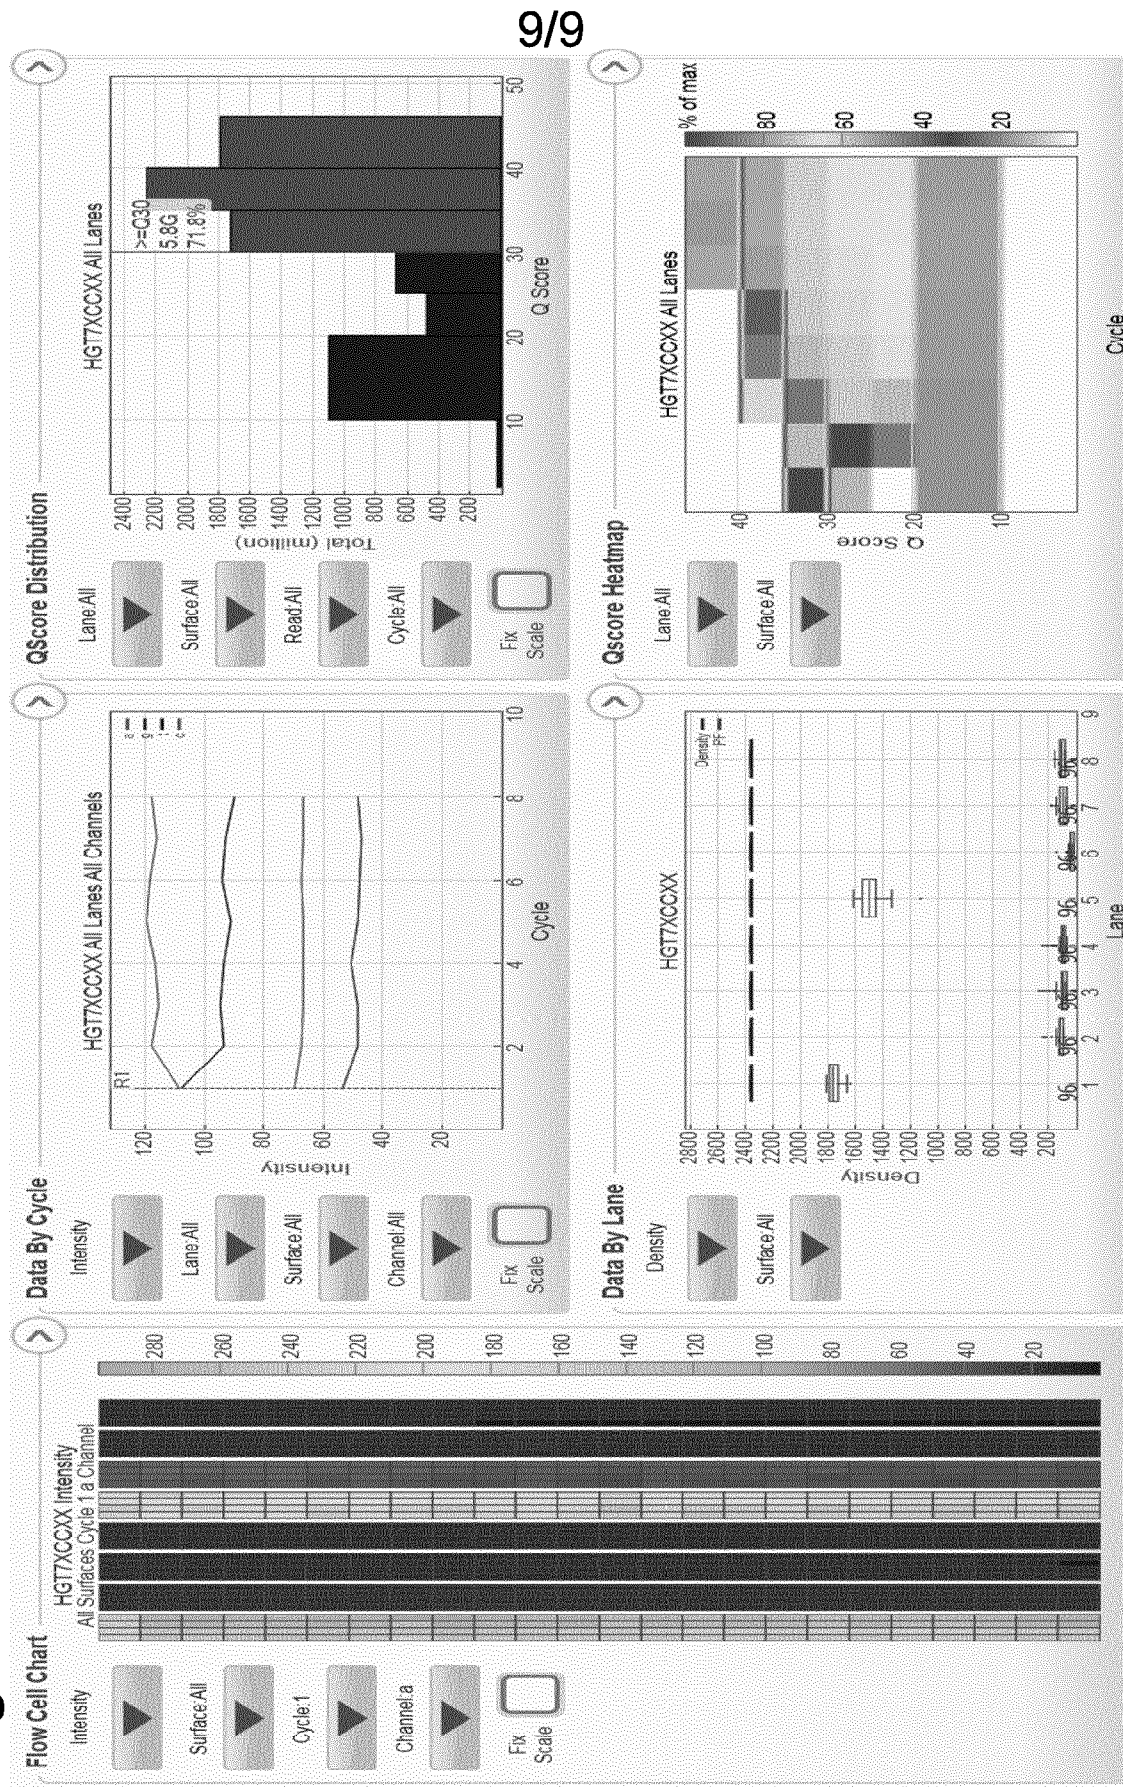 9/9
Flow Cell Chart
Intensity
Surface:All
Cycle:1
Channel:a
Fix
Scale
HGT7XCCXX Intensity
All Surfaces Cycle 1 a Channel
280
260
240
220
200
180
160
140
120
100
80
60
40
20
Data By Cycle
Intensity
Lane:All
Surface:All
Channel:All
Fix
Scale
HGT7XCCXX All Lanes All Channels
R1
Intensity
120
100
80
60
40
20
2
4
6
8
10
Cycle
a
g
t
c
QScore Distribution
Lane:All
Surface:All
Read:All
Cycle:All
Fix
Scale
HGT7XCCXX All Lanes
>=Q30
5.8G
71.8%
Total (million)
2400
2200
2000
1800
1600
1400
1200
1000
800
600
400
200
10
20
30
40
50
Q Score
Data By Lane
Density
Surface:All
HGT7XCCXX
Density
PF
Density
2800
2600
2400
2200
2000
1800
1600
1400
1200
1000
800
600
400
200
96 96 96 96 96 96 96 96
1 2 3 4 5 6 7 8 9
Lane
Qscore Heatmap
Lane:All
Surface:All
HGT7XCCXX All Lanes
Q Score
40
30
20
10
Cycle
% of max
80
60
40
20